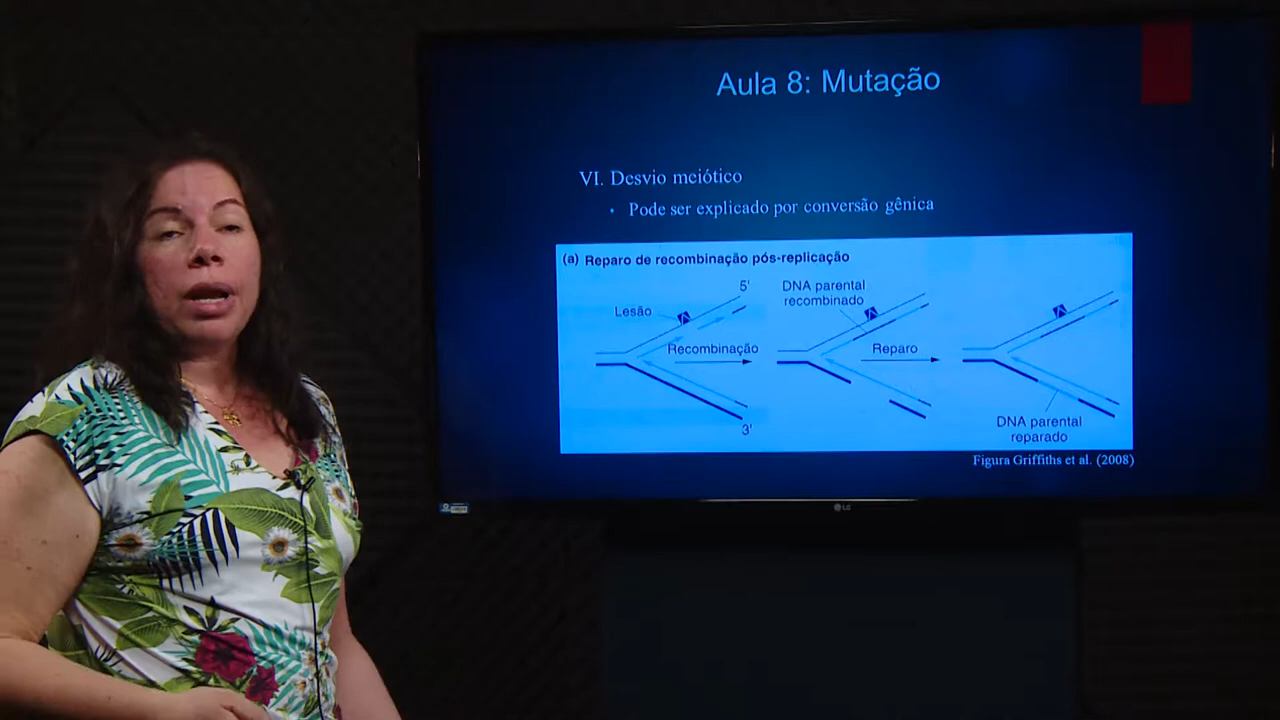 Aula 8: Mutação
VI. Desvio meiótico
• Pode ser explicado por conversão gênica
(a) Reparo de recombinação pós-replicação
5'
DNA parental
recombinado
Lesão
Recombinação
Reparo
3'
DNA parental
reparado
Figura Griffiths et al. (2008)
LG